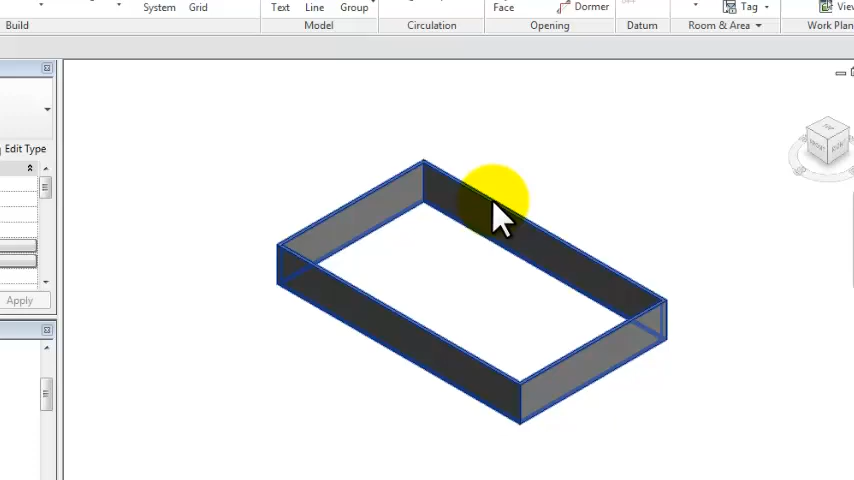 System Grid Text Line Group Face Dormer Tag View
Build Model Circulation Opening Datum Room & Area Work Plan
Edit Type
Apply